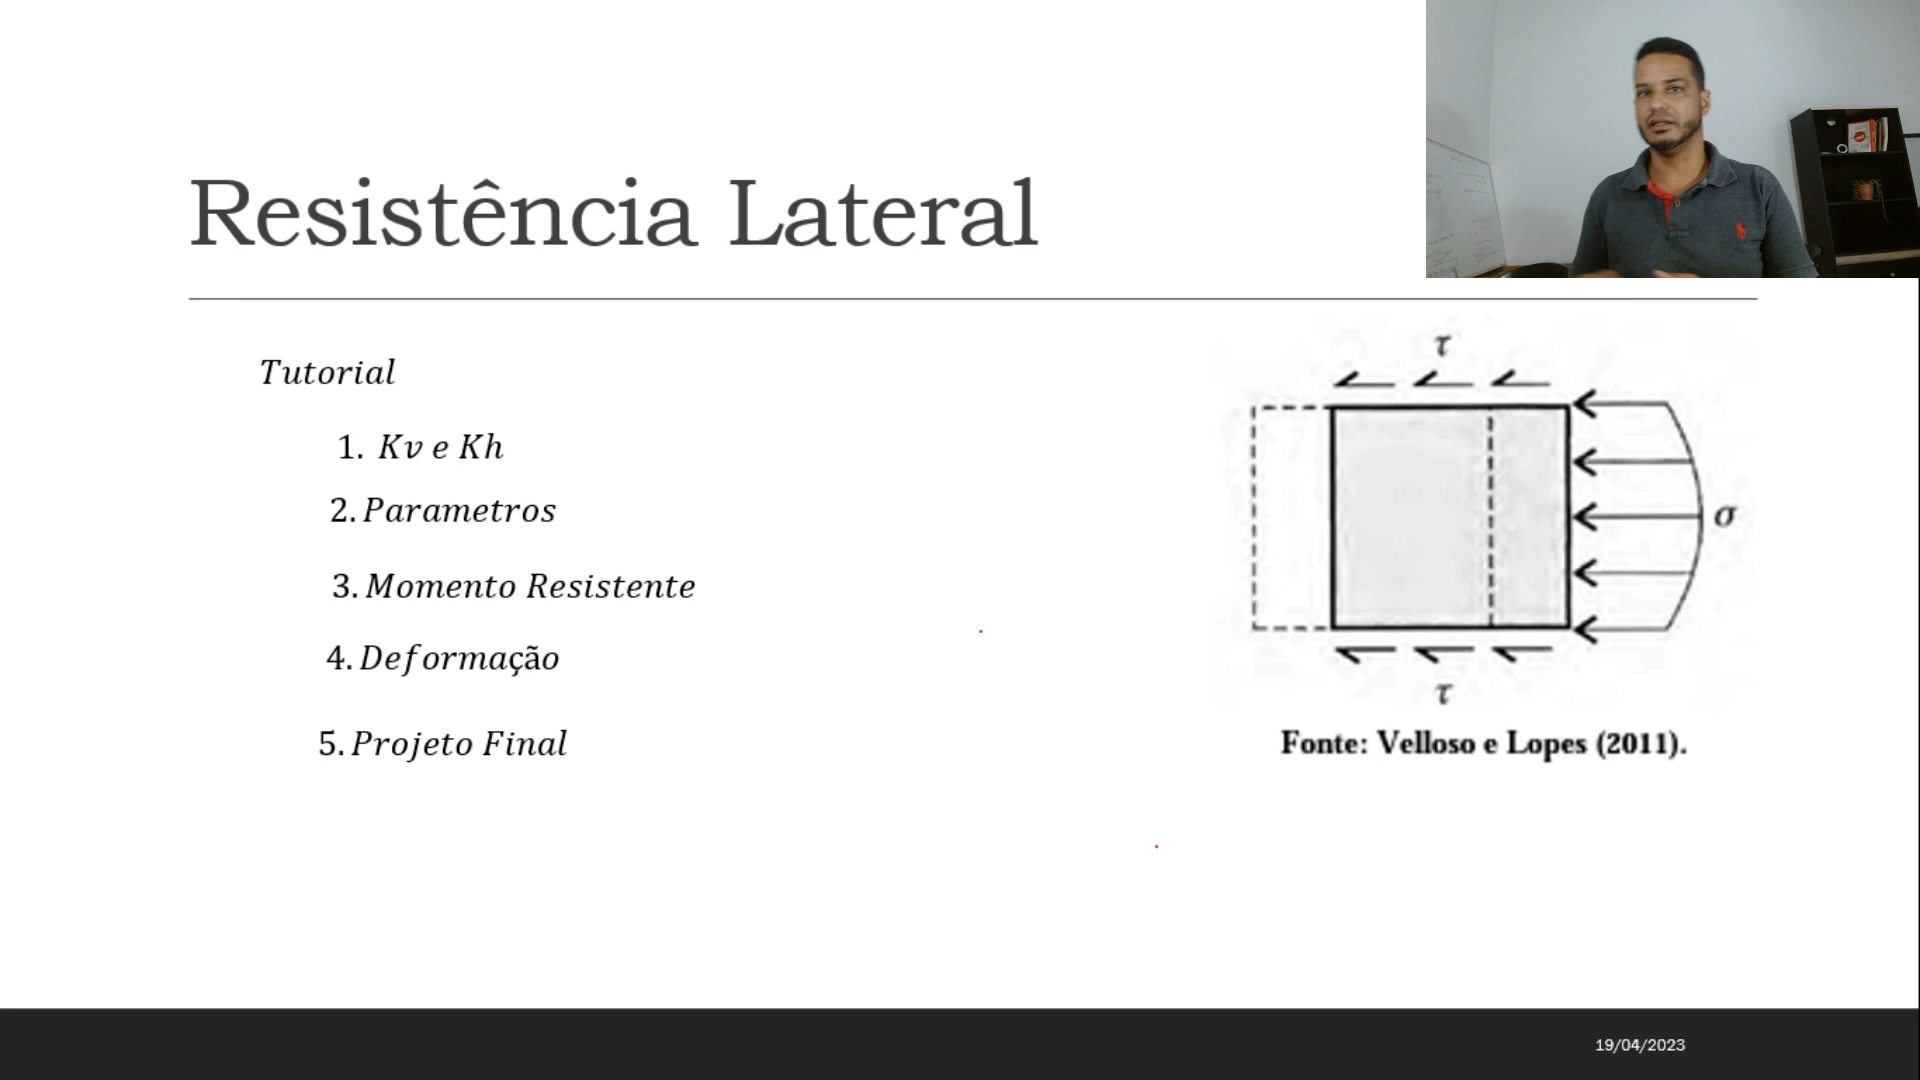 Resistência Lateral
Tutorial
1. Kv e Kh
2. Parametros
3. Momento Resistente
4. Deformação
5. Projeto Final
τ
σ
τ
Fonte: Velloso e Lopes (2011).
19/04/2023